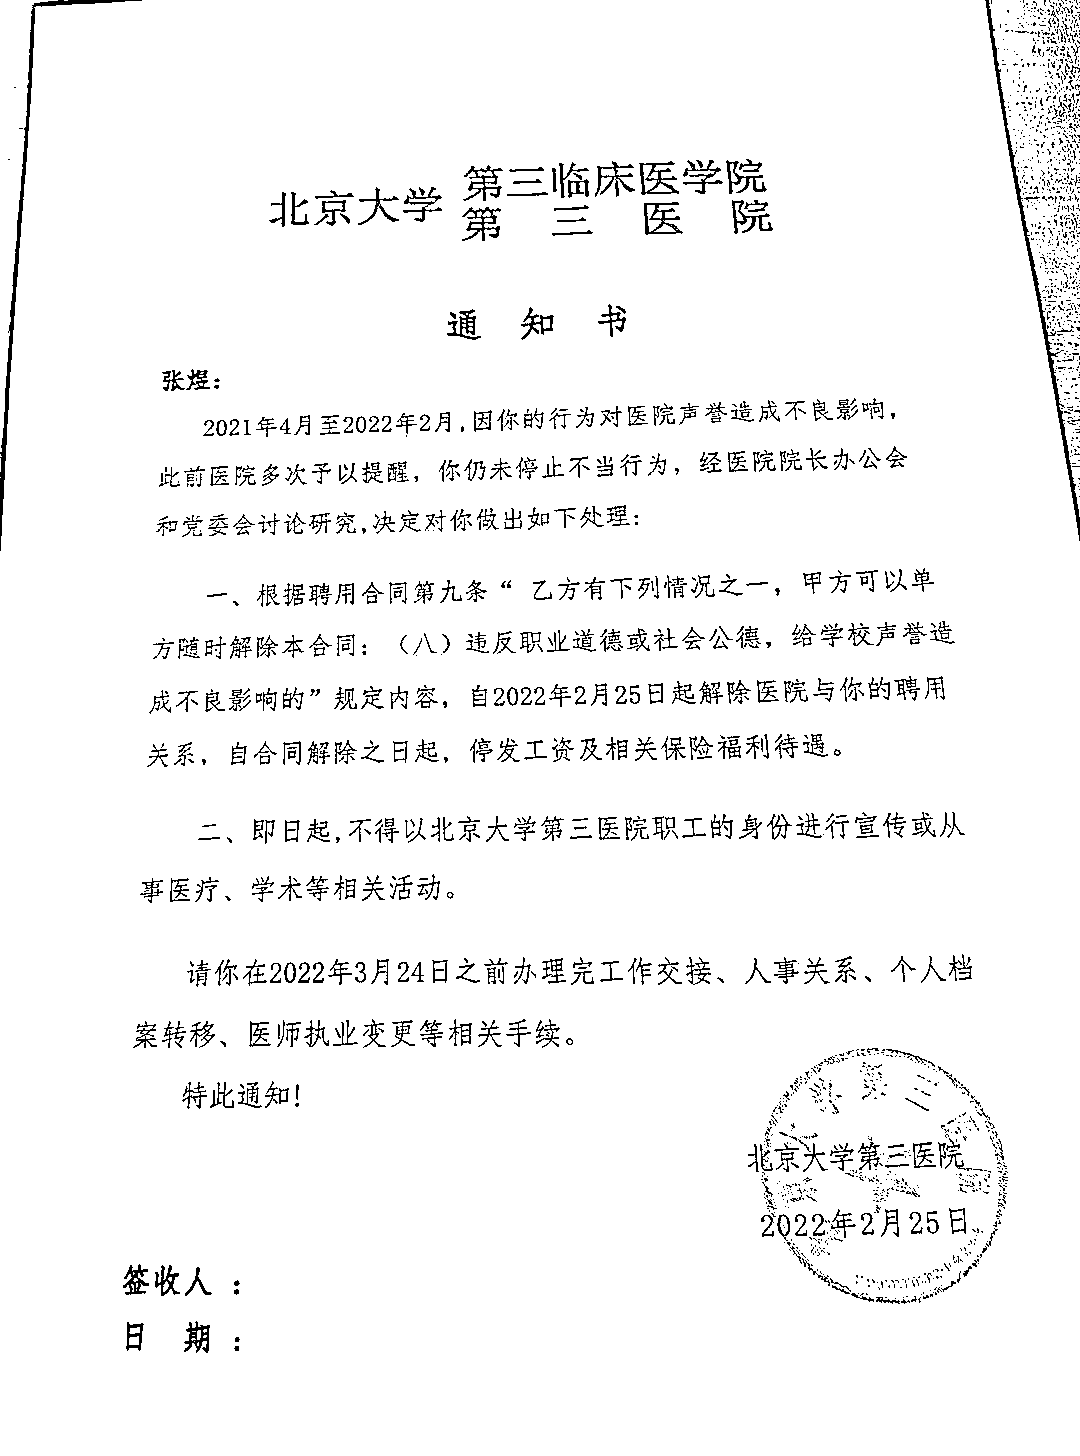 北京大学 第三临床医学院
第三医院
通知书
张煜：
2021年4月至2022年2月,因你的行为对医院声誉造成不良影响，
此前医院多次予以提醒，你仍未停止不当行为，经医院院长办公会
和党委会讨论研究,决定对你做出如下处理：
一、根据聘用合同第九条“ 乙方有下列情况之一，甲方可以单
方随时解除本合同：（八）违反职业道德或社会公德，给学校声誉造
成不良影响的”规定内容，自2022年2月25日起解除医院与你的聘用
关系，自合同解除之日起，停发工资及相关保险福利待遇。
二、即日起,不得以北京大学第三医院职工的身份进行宣传或从
事医疗、学术等相关活动。
请你在2022年3月24日之前办理完工作交接、人事关系、个人档
案转移、医师执业变更等相关手续。
特此通知！
北京大学第三医院
2022年2月25日
签收人：
日 期：